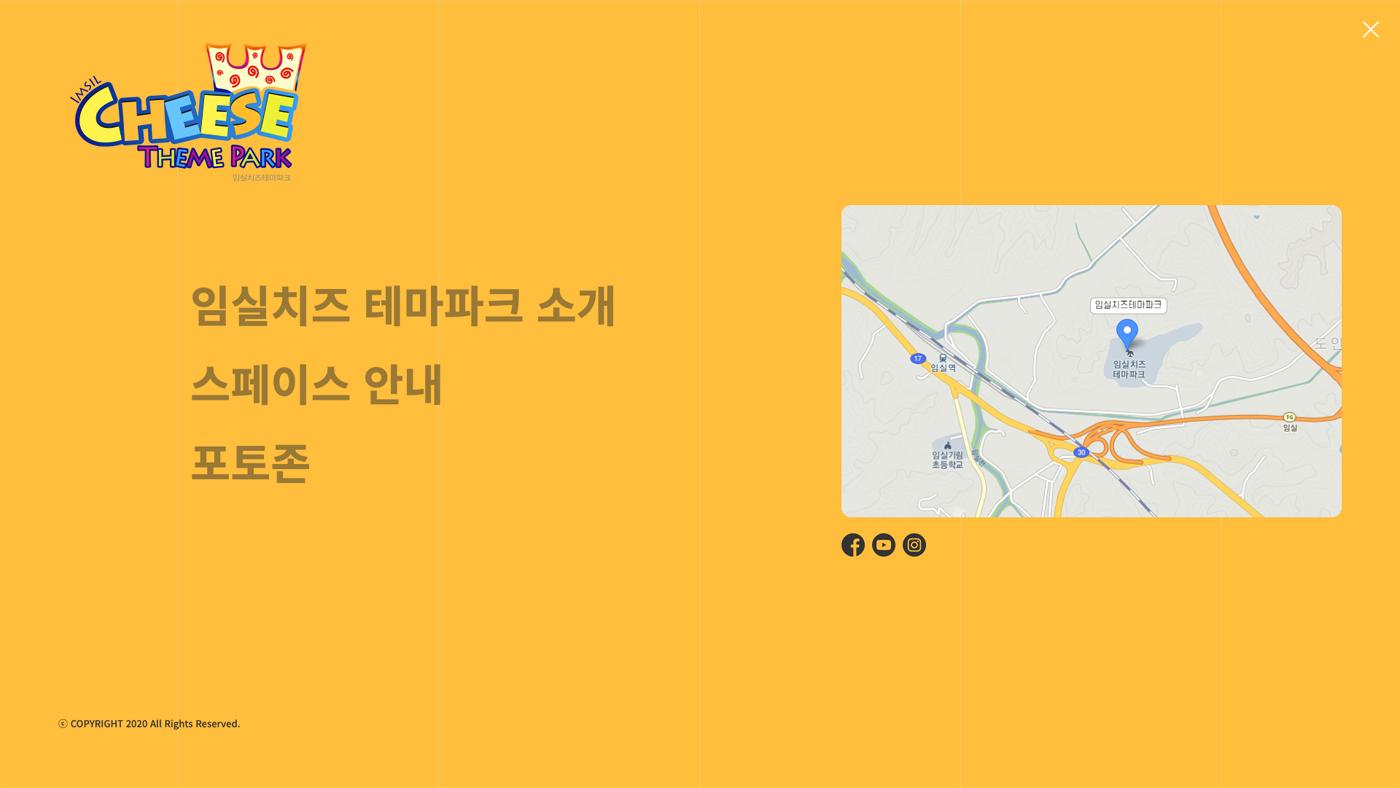 IMSIL
CHEESE
THEME PARK
임실치즈테마파크
임실치즈 테마파크 소개
스페이스 안내
포토존
임실치즈테마파크
도인
17
임실역
임실치즈
테마파크
16
임실
30
임실기림
초등학교
ⓒ COPYRIGHT 2020 All Rights Reserved.